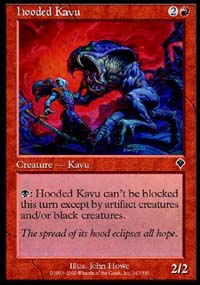 Hooded Kavu 2
Creature — Kavu
: Hooded Kavu can't be blocked
this turn except by artifact creatures
and/or black creatures.
The spread of its hood eclipses all hope.
Illus. John Howe
2/2